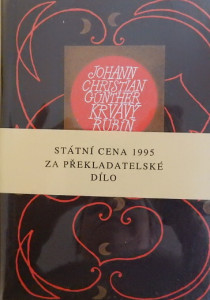 JOHANN
CHRISTIAN
GÜNTHER
KRVAVÝ
RUBÍN
STÁTNÍ CENA 1995
ZA PŘEKLADATELSKÉ
DÍLO